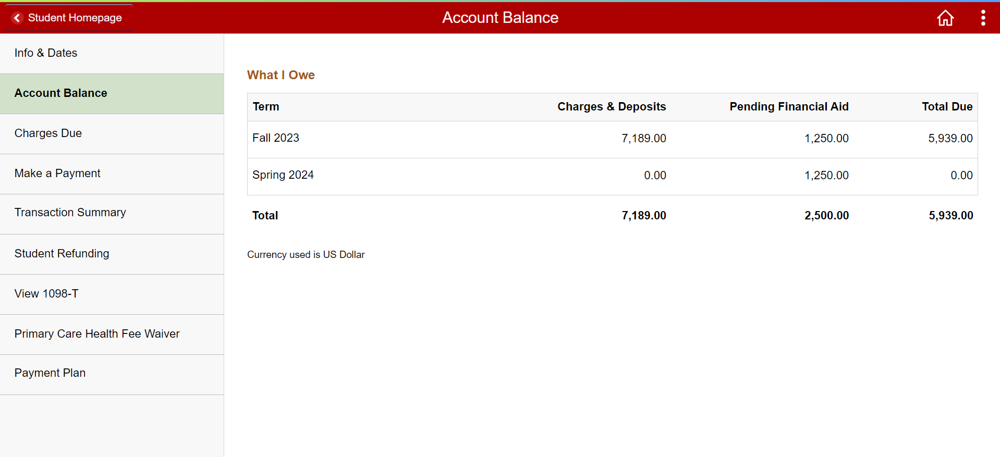 Student Homepage
Account Balance
Info & Dates
Account Balance
Charges Due
Make a Payment
Transaction Summary
Student Refunding
View 1098-T
Primary Care Health Fee Waiver
Payment Plan
What I Owe
Term Charges & Deposits Pending Financial Aid Total Due
Fall 2023 7,189.00 1,250.00 5,939.00
Spring 2024 0.00 1,250.00 0.00
Total 7,189.00 2,500.00 5,939.00
Currency used is US Dollar